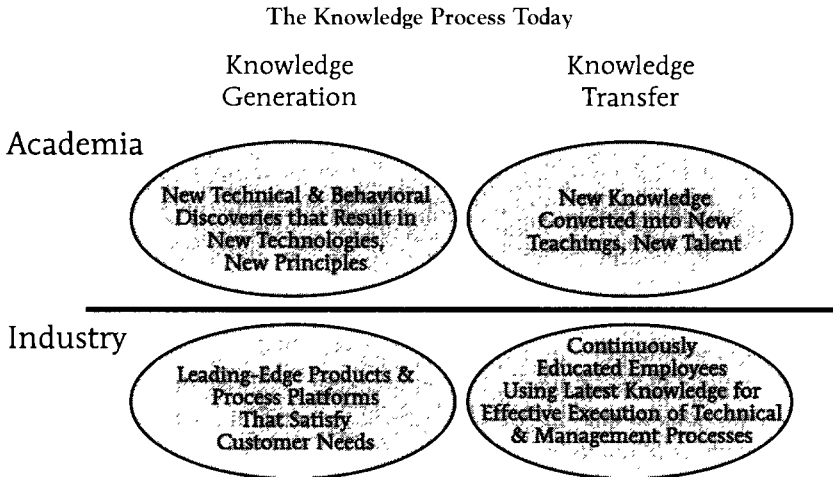 The Knowledge Process Today
Knowledge
Generation
Knowledge
Transfer
Academia
New Technical & Behavioral
Discoveries that Result in
New Technologies,
New Principles
New Knowledge
Converted into New
Teachings, New Talent
Industry
Leading-Edge Products &
Process Platforms
That Satisfy
Customer Needs
Continuously
Educated Employees
Using Latest Knowledge for
Effective Execution of Technical
& Management Processes